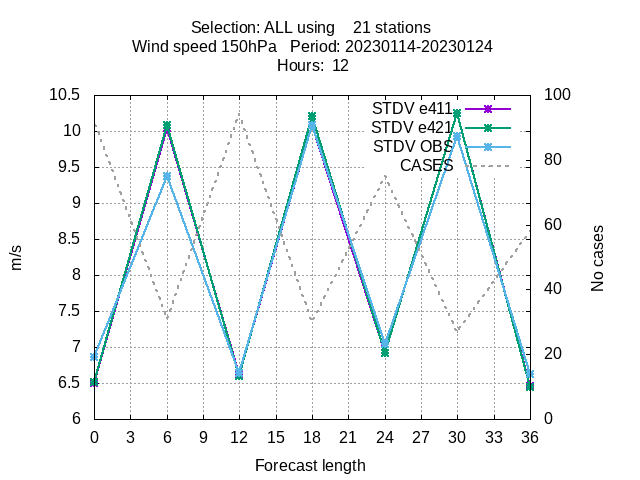 Selection: ALL using    21 stations
Wind speed 150hPa   Period: 20230114-20230124
Hours:  12
STDV e411
STDV e421
STDV OBS
CASES
10.5
10
9.5
9
8.5
8
7.5
7
6.5
6
100
80
60
40
20
0
m/s
No cases
0 3 6 9 12 15 18 21 24 27 30 33 36
Forecast length